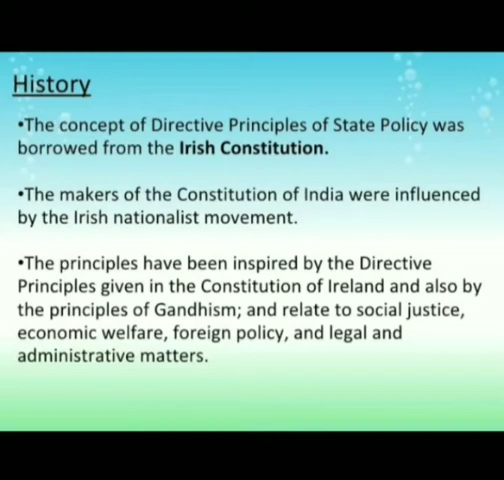 History
•The concept of Directive Principles of State Policy was
borrowed from the Irish Constitution.
•The makers of the Constitution of India were influenced
by the Irish nationalist movement.
•The principles have been inspired by the Directive
Principles given in the Constitution of Ireland and also by
the principles of Gandhism; and relate to social justice,
economic welfare, foreign policy, and legal and
administrative matters.